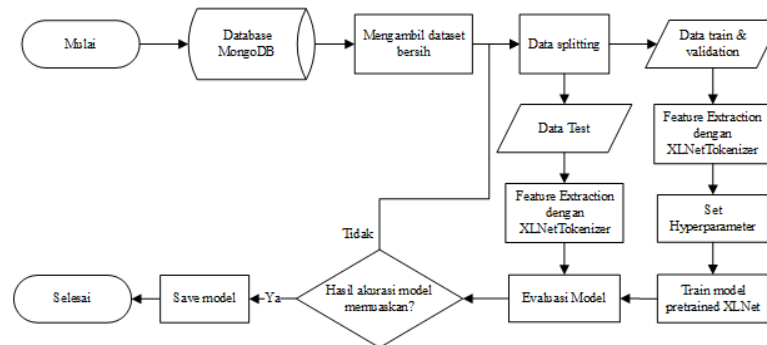 Mulai
Database
MongoDB
Mengambil dataset
bersih
Data splitting
Data train &
validation
Data Test
Feature Extraction
dengan
XLNetTokenizer
Feature Extraction
dengan
XLNetTokenizer
Set
Hyperparameter
Tidak
Selesai
Save model
Ya
Hasil akurasi model
memuaskan?
Evaluasi Model
Train model
pretrained XLNet